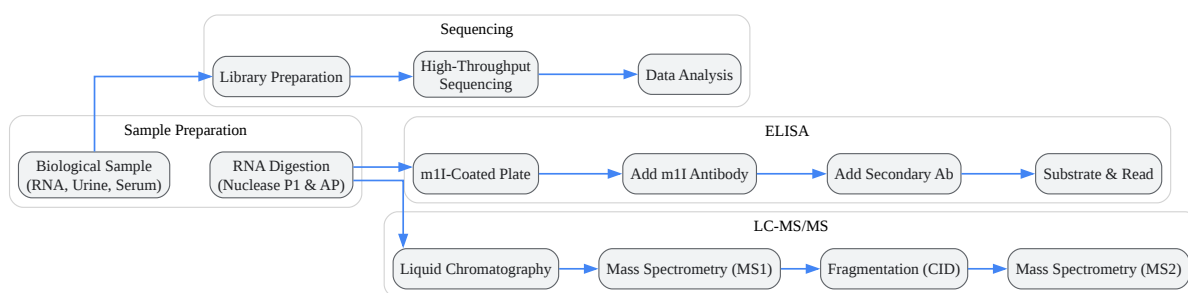 Sequencing
Library Preparation
High-Throughput
Sequencing
Data Analysis
Sample Preparation
Biological Sample
(RNA, Urine, Serum)
RNA Digestion
(Nuclease P1 & AP)
ELISA
m1I-Coated Plate
Add m1I Antibody
Add Secondary Ab
Substrate & Read
LC-MS/MS
Liquid Chromatography
Mass Spectrometry (MS1)
Fragmentation (CID)
Mass Spectrometry (MS2)